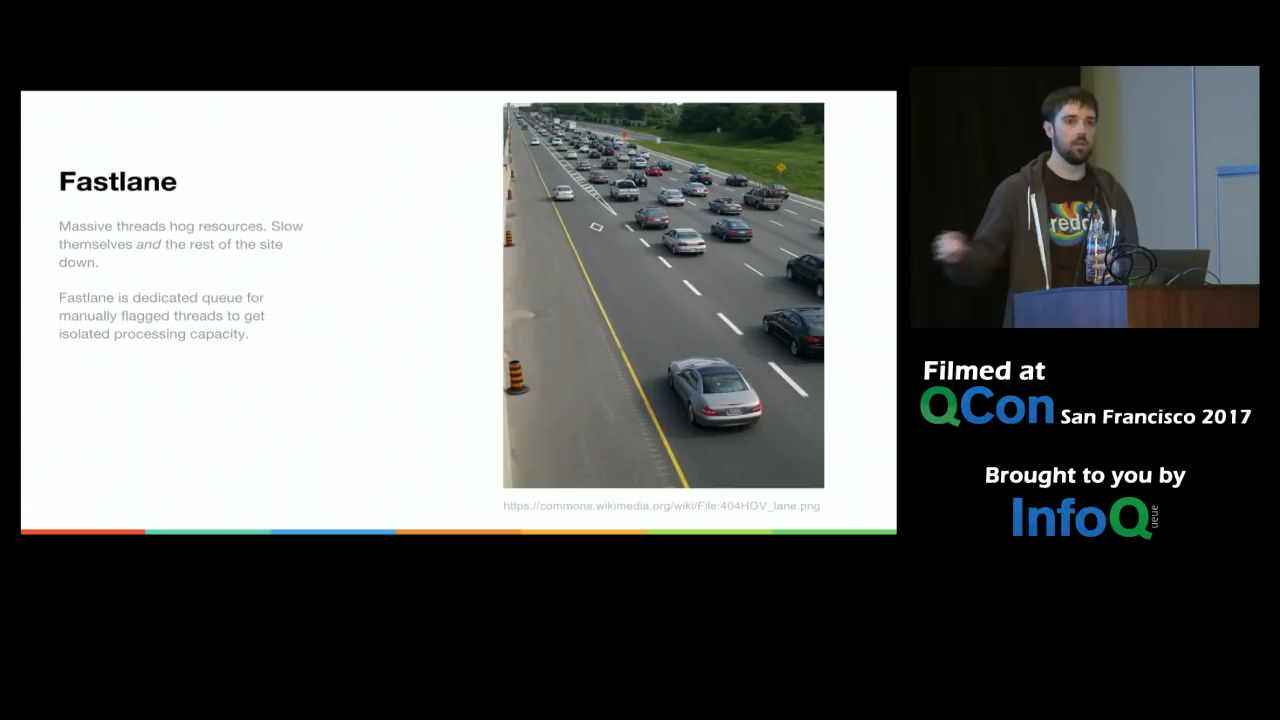 Fastlane
Massive threads hog resources. Slow
themselves and the rest of the site
down.
Fastlane is dedicated queue for
manually flagged threads to get
isolated processing capacity.
https://commons.wikimedia.org/wiki/File:404HOV_lane.png
redd
Filmed at
QCon San Francisco 2017
Brought to you by
InfoQueue